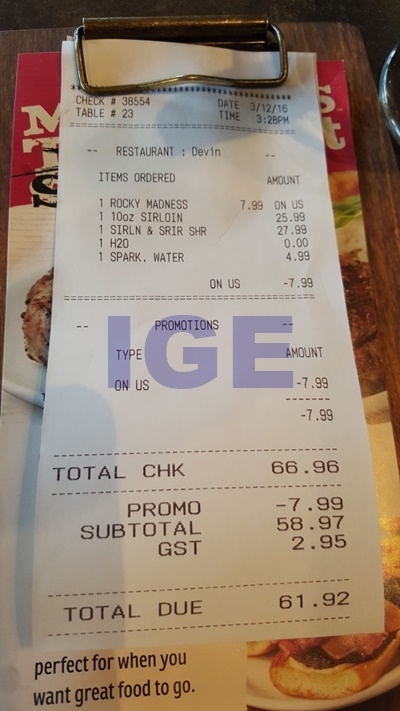 CHECK # 38554 DATE 3/12/16
TABLE # 23 TIME 3:28PM
-- RESTAURANT : Devin --
ITEMS ORDERED AMOUNT
1 ROCKY MADNESS 7.99 ON US
1 10oz SIRLOIN 25.99
1 SIRLN & SRIR SHR 27.99
1 H2O 0.00
1 SPARK. WATER 4.99
ON US -7.99
-- PROMOTIONS --
IGE
TYPE AMOUNT
ON US -7.99
-7.99
TOTAL CHK 66.96
PROMO -7.99
SUBTOTAL 58.97
GST 2.95
TOTAL DUE 61.92
perfect for when you
want great food to go.